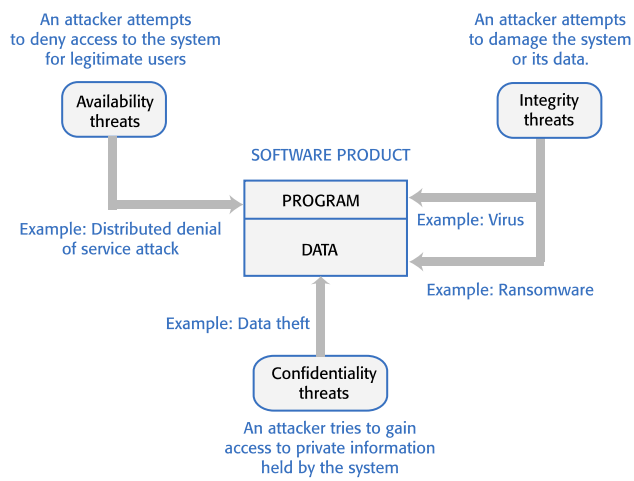 An attacker attempts
to deny access to the system
for legitimate users
An attacker attempts
to damage the system
or its data.
Availability
threats
Integrity
threats
SOFTWARE PRODUCT
PROGRAM
DATA
Example: Distributed denial
of service attack
Example: Virus
Example: Ransomware
Example: Data theft
Confidentiality
threats
An attacker tries to gain
access to private information
held by the system